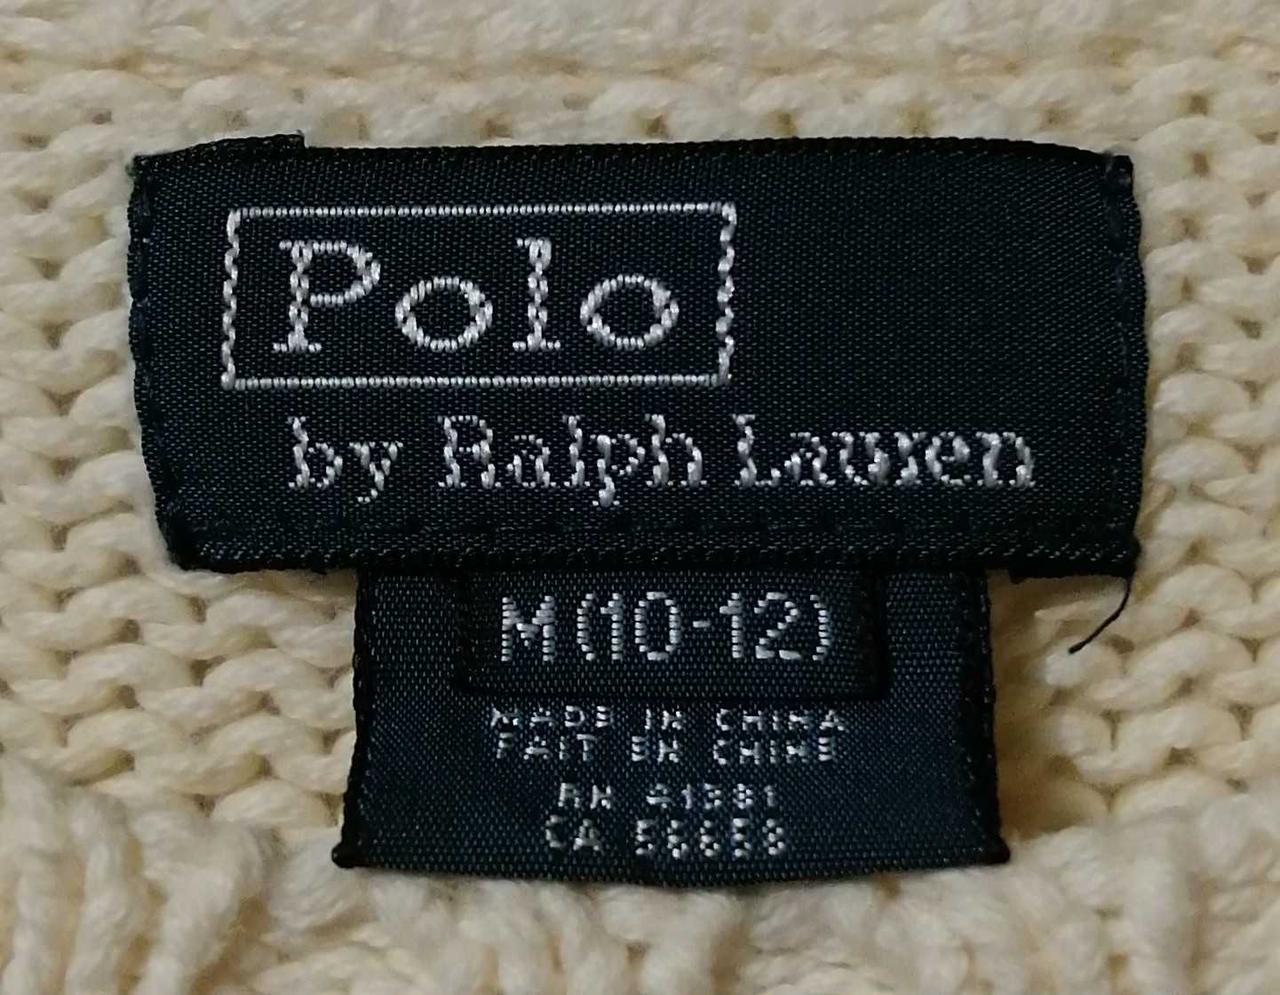 Polo
by Ralph Lauren
M (10-12)
MADE IN CHINA
FAIT EN CHINE
RN 41381
CA 56658